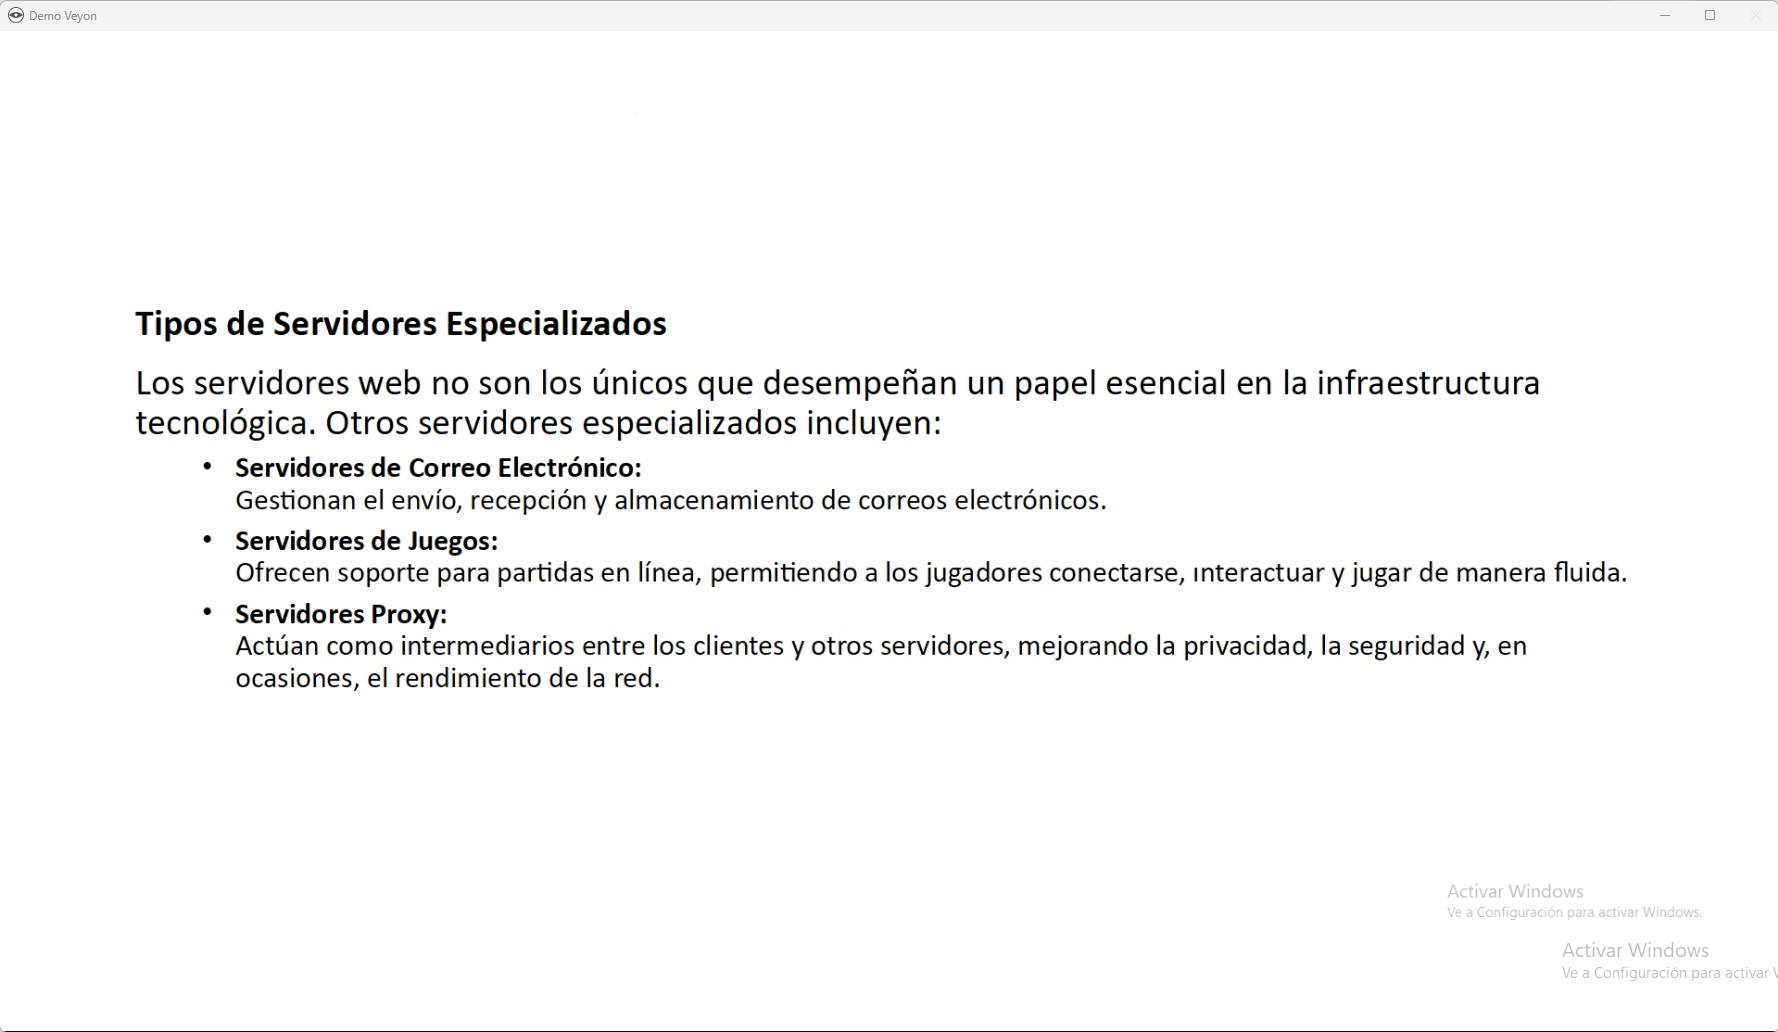 Demo Veyon
Tipos de Servidores Especializados
Los servidores web no son los únicos que desempeñan un papel esencial en la infraestructura
tecnológica. Otros servidores especializados incluyen:
• Servidores de Correo Electrónico:
Gestionan el envío, recepción y almacenamiento de correos electrónicos.
• Servidores de Juegos:
Ofrecen soporte para partidas en línea, permitiendo a los jugadores conectarse, interactuar y jugar de manera fluida.
• Servidores Proxy:
Actúan como intermediarios entre los clientes y otros servidores, mejorando la privacidad, la seguridad y, en
ocasiones, el rendimiento de la red.
Activar Windows
Ve a Configuración para activar Windows.
Activar Windows
Ve a Configuración para activar